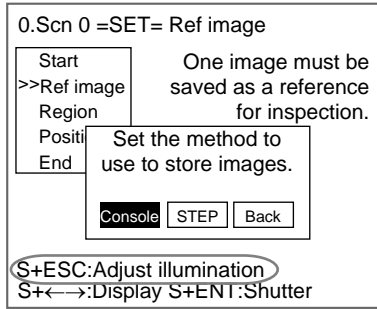 0.Scn 0 =SET= Ref image
Start
>>Ref image
Region
Positi
End
One image must be
saved as a reference
for inspection.
Set the method to
use to store images.
Console STEP Back
S+ESC:Adjust illumination
S+←→:Display S+ENT:Shutter